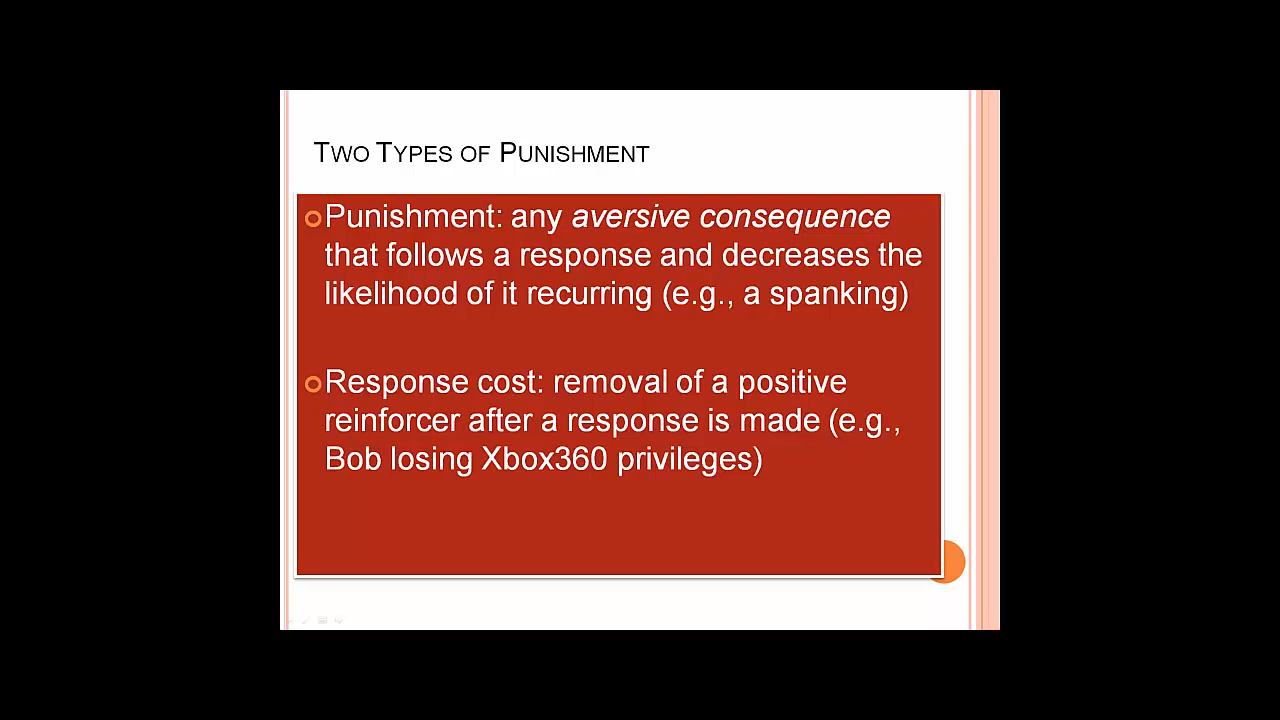 Two Types of Punishment
Punishment: any aversive consequence
that follows a response and decreases the
likelihood of it recurring (e.g., a spanking)
Response cost: removal of a positive
reinforcer after a response is made (e.g.,
Bob losing Xbox360 privileges)